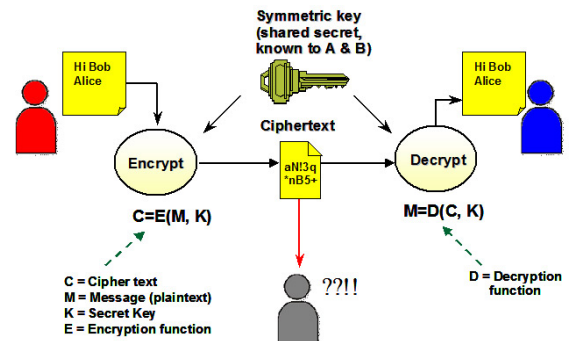 Symmetric key
(shared secret,
known to A & B)
Hi Bob
Alice
Hi Bob
Alice
Ciphertext
Encrypt
aN!3q
*nB5+
Decrypt
C=E(M, K)
M=D(C, K)
??!!
C = Cipher text
M = Message (plaintext)
K = Secret Key
E = Encryption function
D = Decryption
function